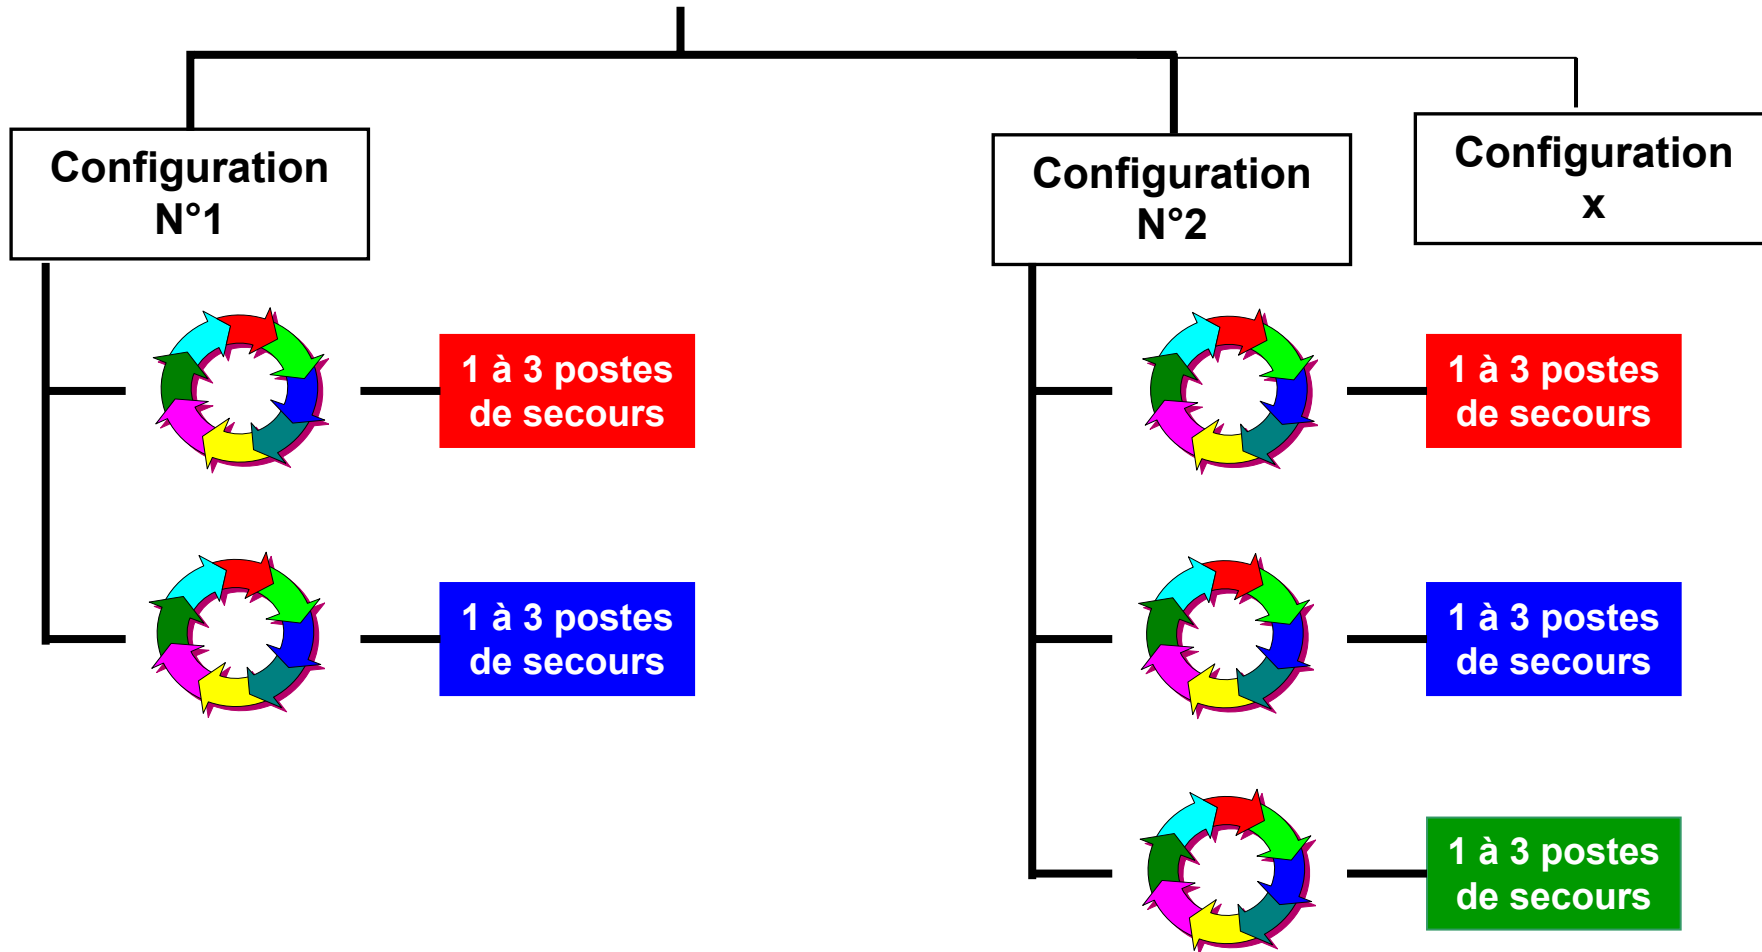 Configuration
N°1
Configuration
N°2
Configuration
x
1 à 3 postes
de secours
1 à 3 postes
de secours
1 à 3 postes
de secours
1 à 3 postes
de secours
1 à 3 postes
de secours